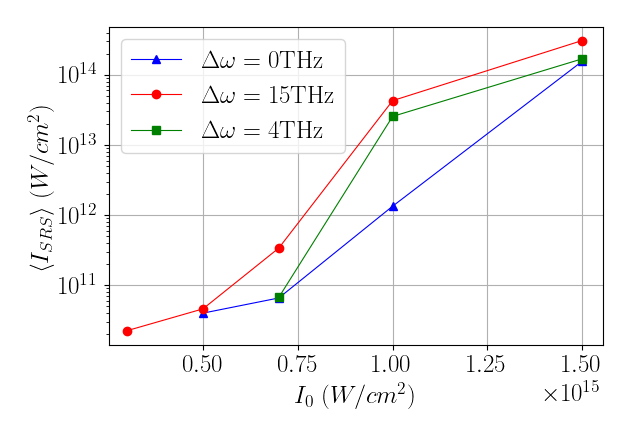 Δω = 0THz
Δω = 15THz
Δω = 4THz
10^14
10^13
10^12
10^11
⟨I_SRS⟩ (W/cm^2)
0.50 0.75 1.00 1.25 1.50
×10^15
I_0 (W/cm^2)